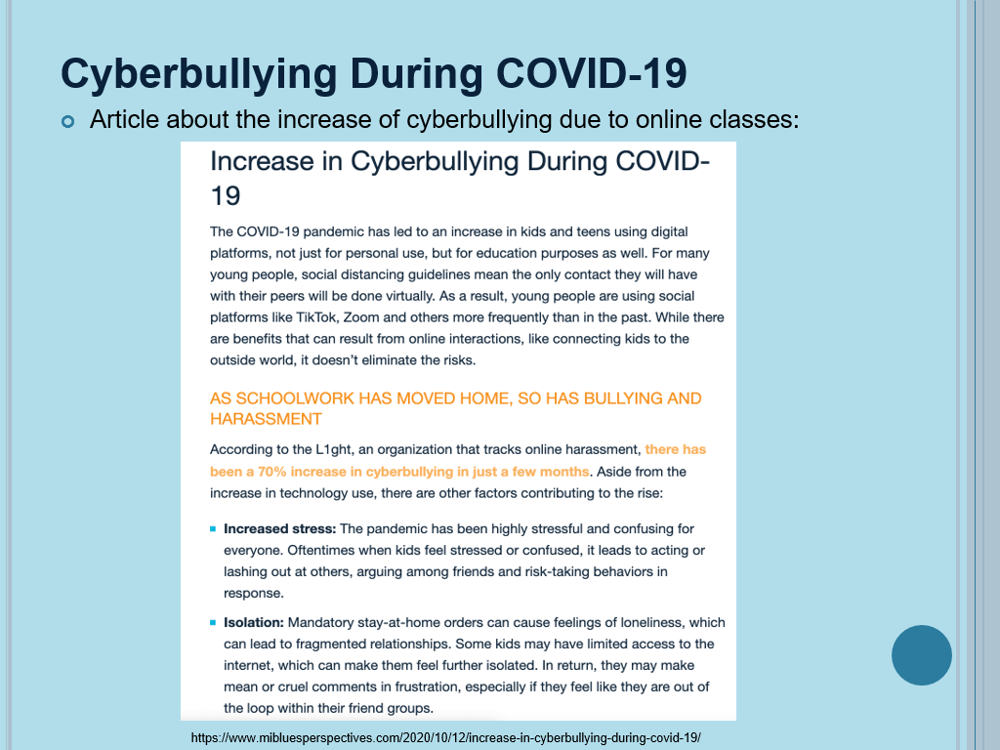 Cyberbullying During COVID-19
Article about the increase of cyberbullying due to online classes:
Increase in Cyberbullying During COVID-
19
The COVID-19 pandemic has led to an increase in kids and teens using digital
platforms, not just for personal use, but for education purposes as well. For many
young people, social distancing guidelines mean the only contact they will have
with their peers will be done virtually. As a result, young people are using social
platforms like TikTok, Zoom and others more frequently than in the past. While there
are benefits that can result from online interactions, like connecting kids to the
outside world, it doesn’t eliminate the risks.
AS SCHOOLWORK HAS MOVED HOME, SO HAS BULLYING AND
HARASSMENT
According to the L1ght, an organization that tracks online harassment, there has
been a 70% increase in cyberbullying in just a few months. Aside from the
increase in technology use, there are other factors contributing to the rise:
Increased stress: The pandemic has been highly stressful and confusing for
everyone. Oftentimes when kids feel stressed or confused, it leads to acting or
lashing out at others, arguing among friends and risk-taking behaviors in
response.
Isolation: Mandatory stay-at-home orders can cause feelings of loneliness, which
can lead to fragmented relationships. Some kids may have limited access to the
internet, which can make them feel further isolated. In return, they may make
mean or cruel comments in frustration, especially if they feel like they are out of
the loop within their friend groups.
https://www.mibluesperspectives.com/2020/10/12/increase-in-cyberbullying-during-covid-19/